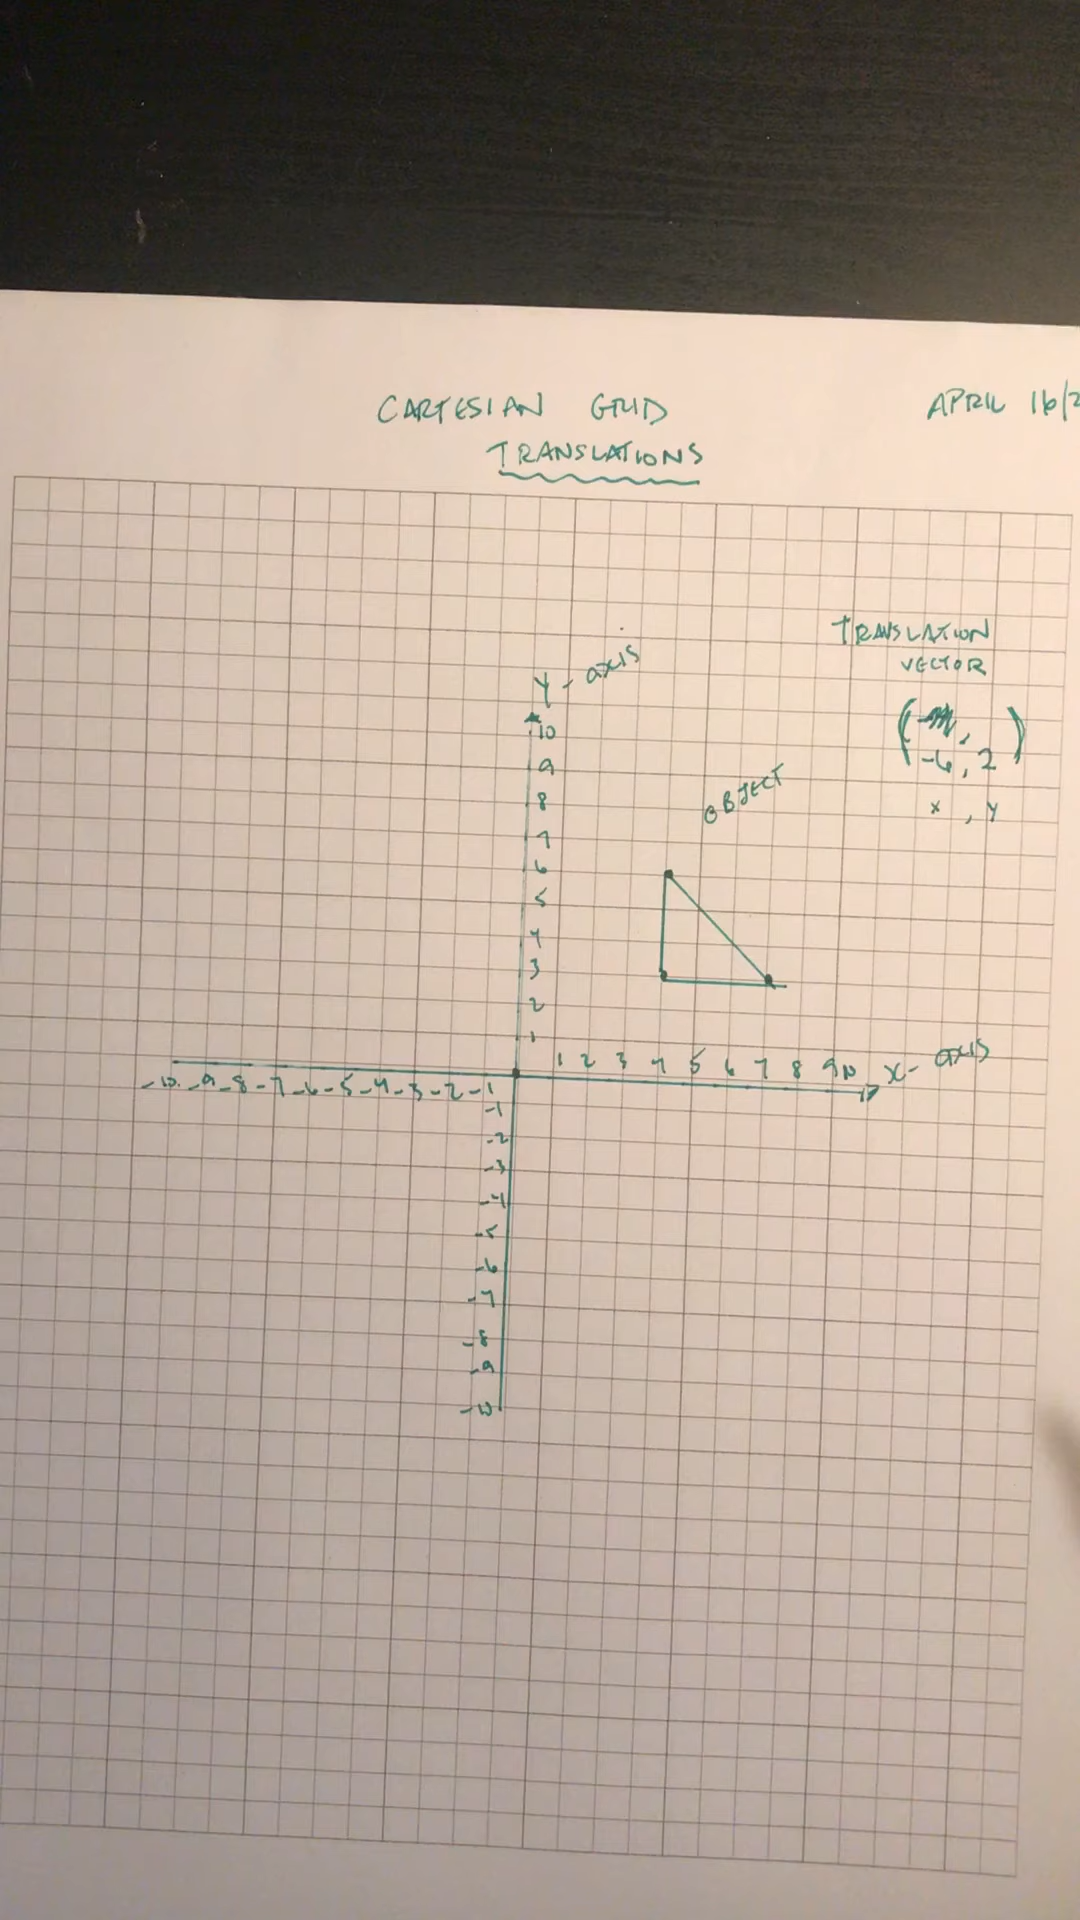 CARTESIAN GRID
APRIL 16/2
TRANSLATIONS
TRANSLATION
VECTOR
(
,
-6, 2 )
x , y
Y - axis
10
9
8
7
6
5
4
3
2
1
OBJECT
1 2 3 4 5 6 7 8 9 10 x - axis
-10 -9 -8 -7 -6 -5 -4 -3 -2 -1
-1
-2
-3
-4
-5
-6
-7
-8
-9
-10